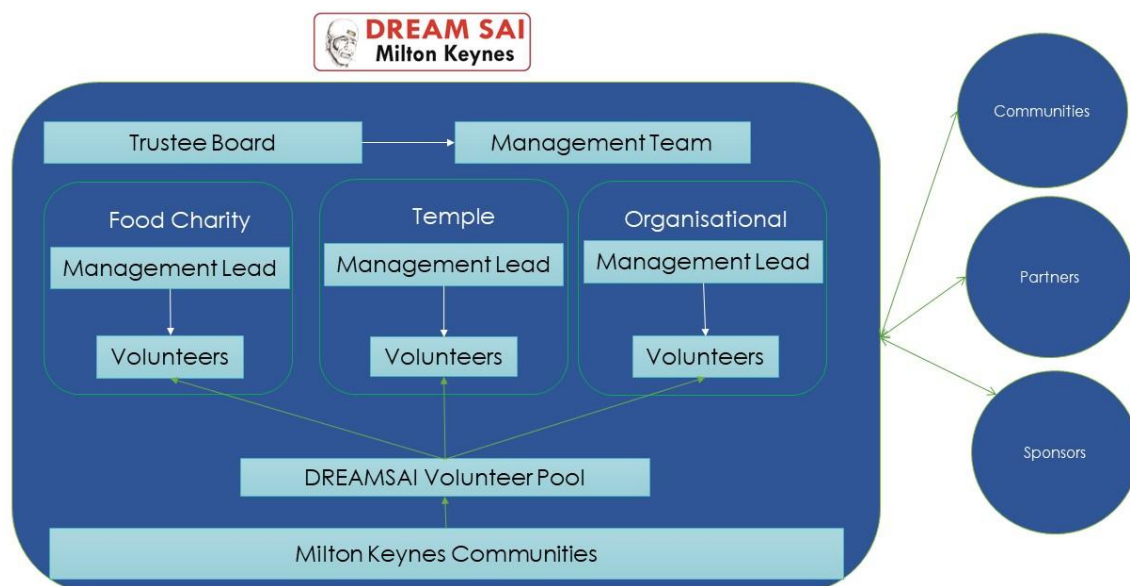 DREAM SAI
Milton Keynes
Trustee Board
Management Team
Food Charity
Management Lead
Volunteers
Temple
Management Lead
Volunteers
Organisational
Management Lead
Volunteers
DREAMSAI Volunteer Pool
Milton Keynes Communities
Communities
Partners
Sponsors